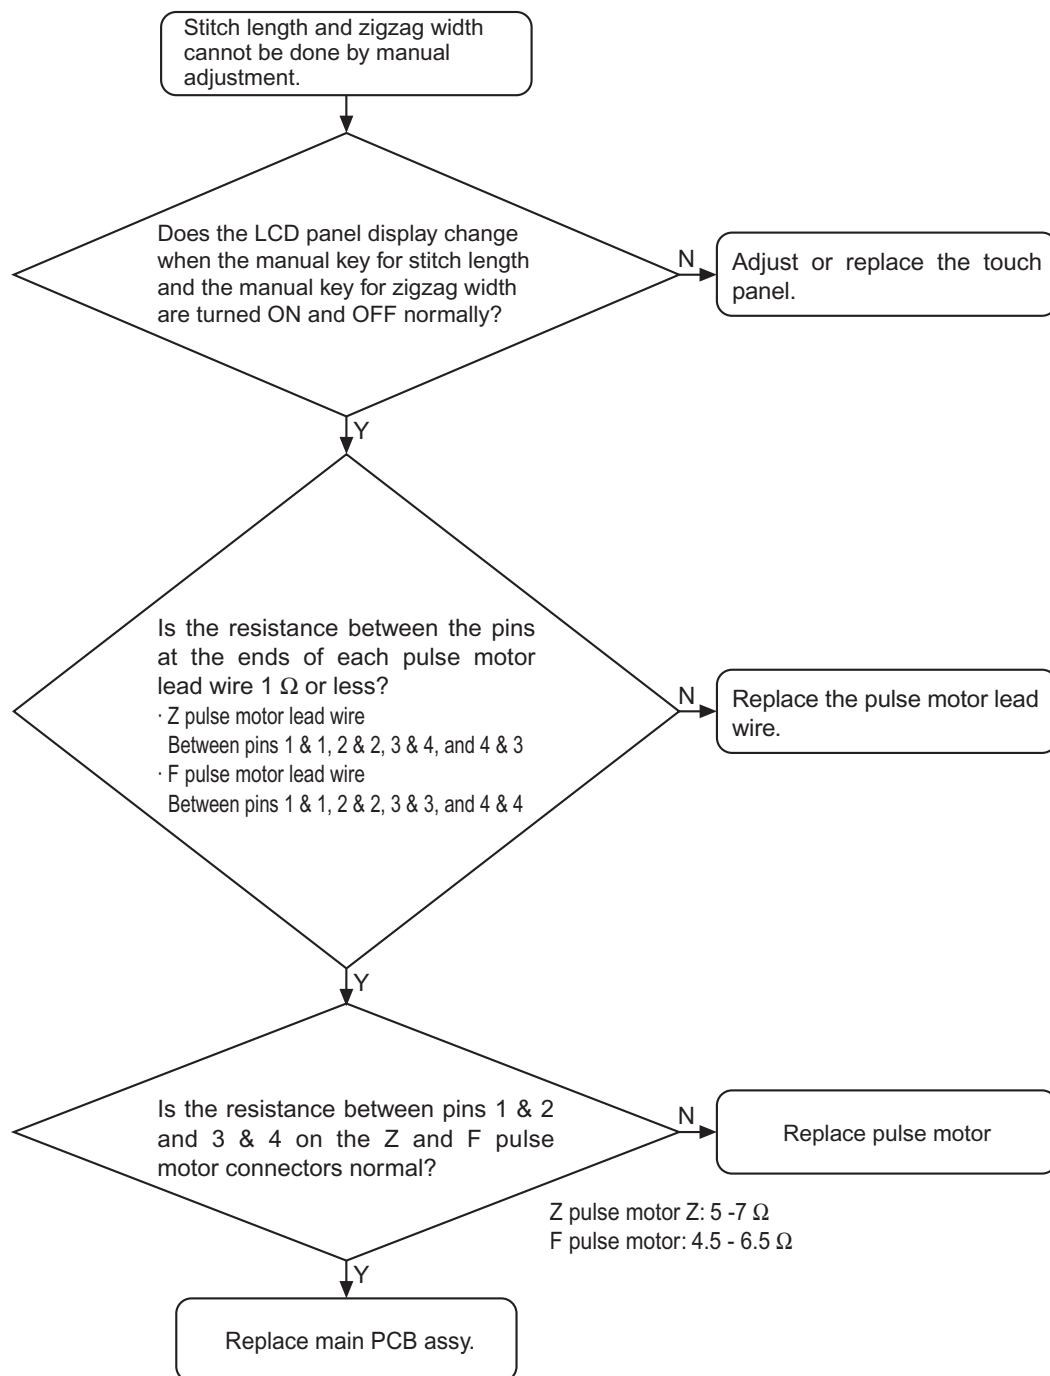 Stitch length and zigzag width
cannot be done by manual
adjustment.
Does the LCD panel display change
when the manual key for stitch length
and the manual key for zigzag width
are turned ON and OFF normally?
N
Adjust or replace the touch
panel.
Y
Is the resistance between the pins
at the ends of each pulse motor
lead wire 1 Ω or less?
· Z pulse motor lead wire
Between pins 1 & 1, 2 & 2, 3 & 4, and 4 & 3
· F pulse motor lead wire
Between pins 1 & 1, 2 & 2, 3 & 3, and 4 & 4
N
Replace the pulse motor lead
wire.
Y
Is the resistance between pins 1 & 2
and 3 & 4 on the Z and F pulse
motor connectors normal?
N
Replace pulse motor
Z pulse motor Z: 5 -7 Ω
F pulse motor: 4.5 - 6.5 Ω
Y
Replace main PCB assy.